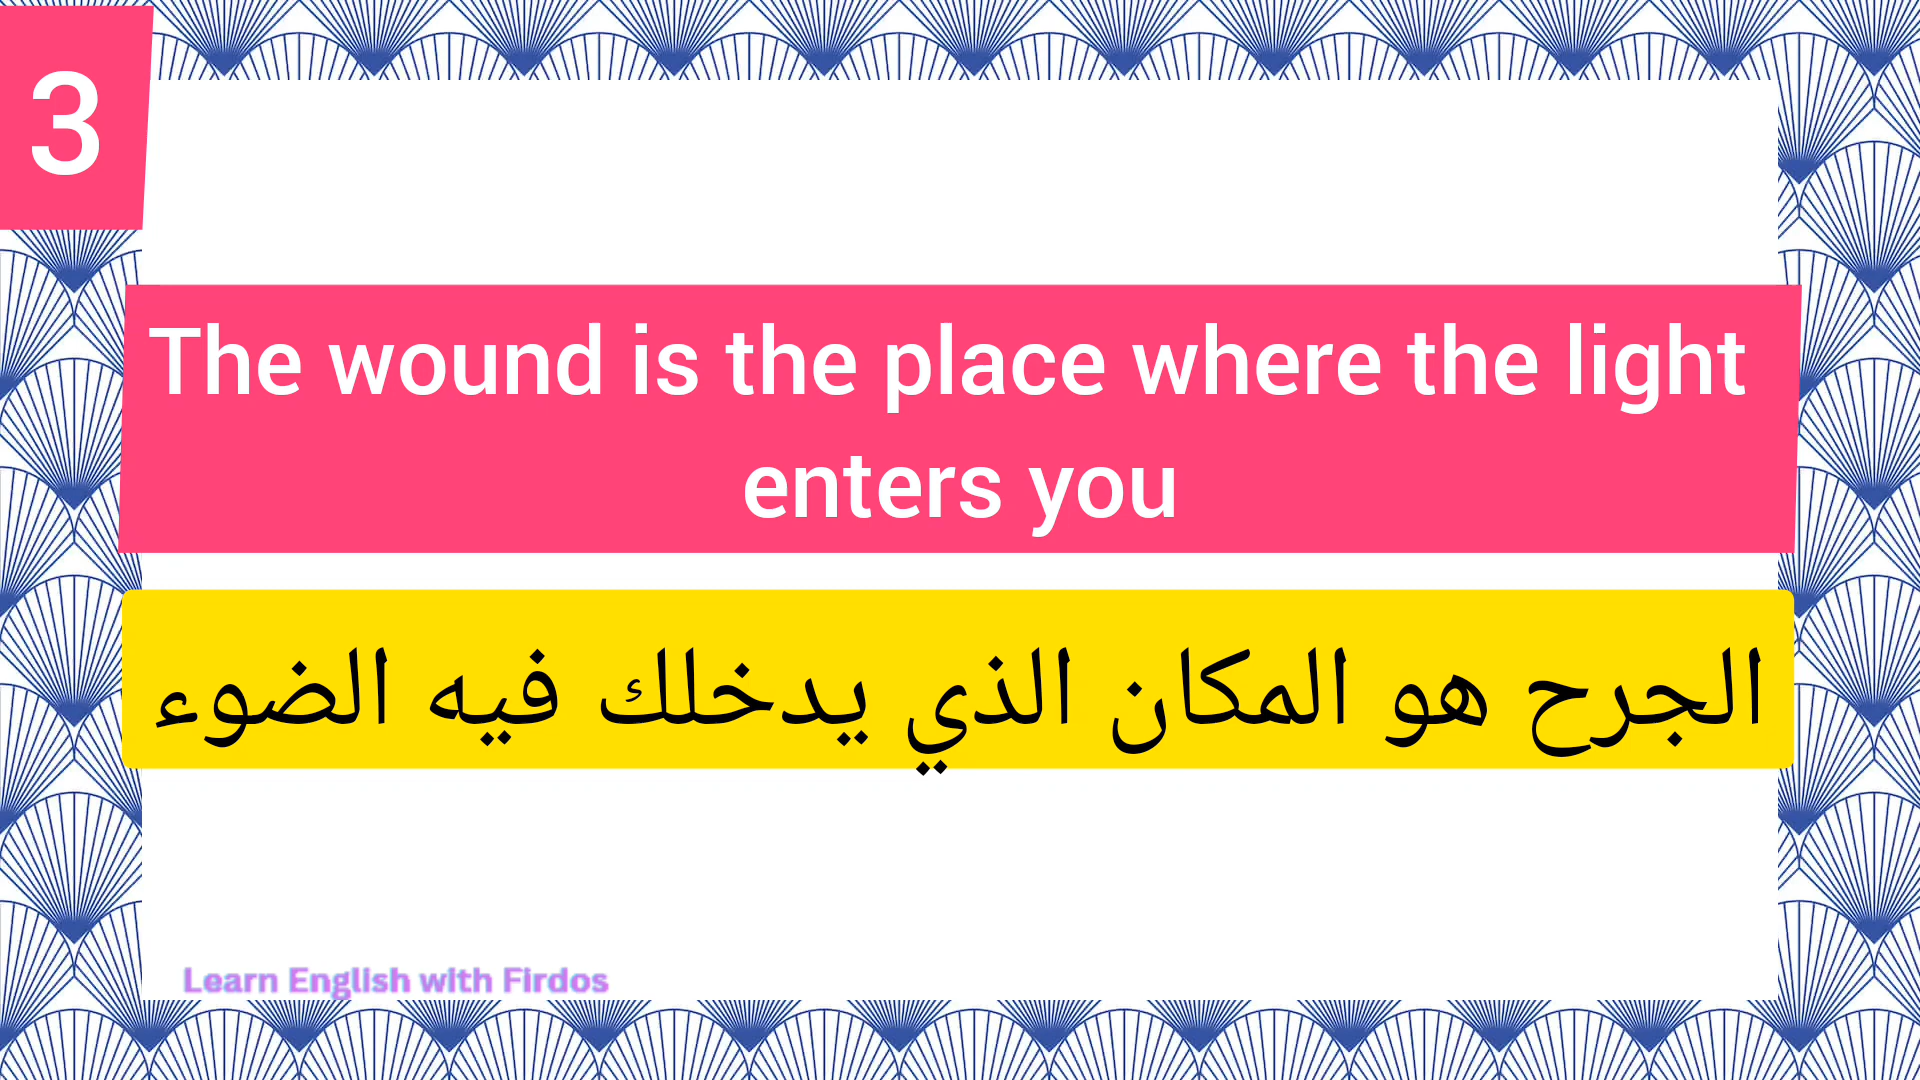 3
The wound is the place where the light
enters you
الجرح هو المكان الذي يدخلك فيه الضوء
Learn English with Firdos